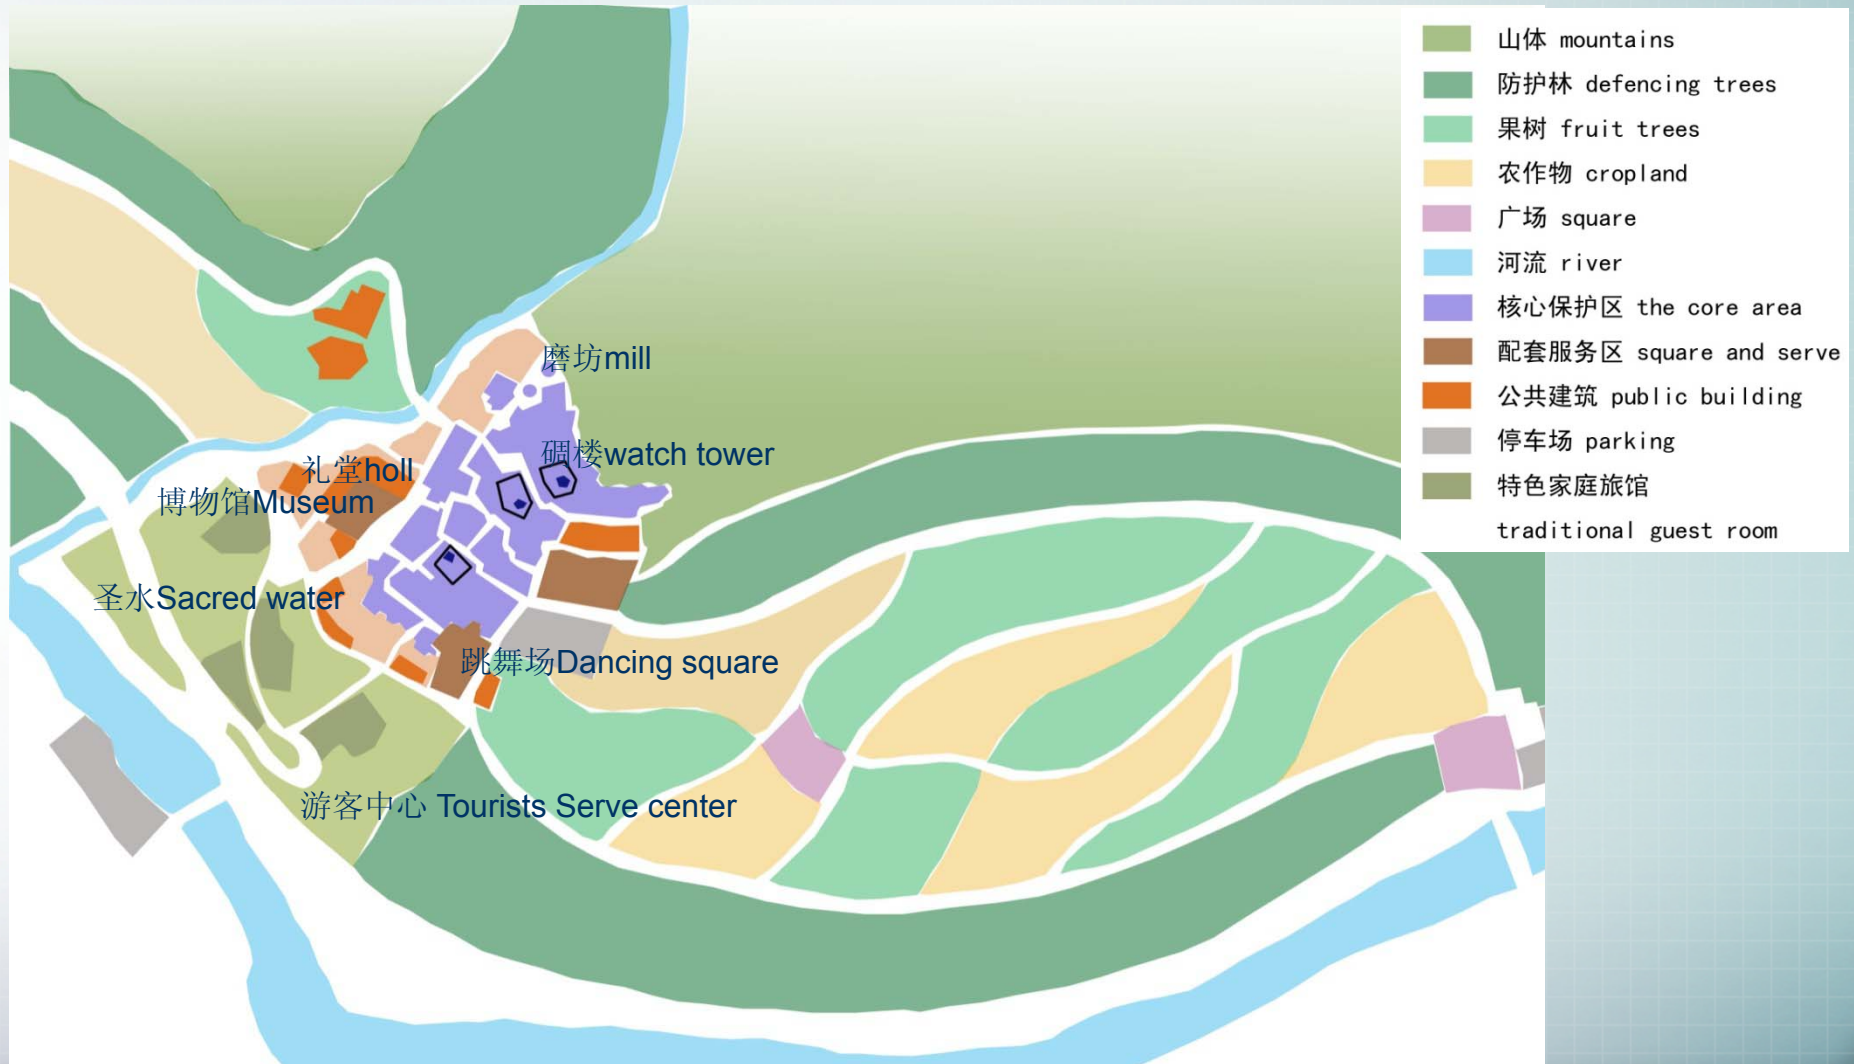 山体 mountains
防护林 defencing trees
果树 fruit trees
农作物 cropland
广场 square
河流 river
核心保护区 the core area
配套服务区 square and serve
公共建筑 public building
停车场 parking
特色家庭旅馆
traditional guest room
磨坊mill
碉楼watch tower
礼堂holl
博物馆Museum
圣水Sacred water
跳舞场Dancing square
游客中心 Tourists Serve center